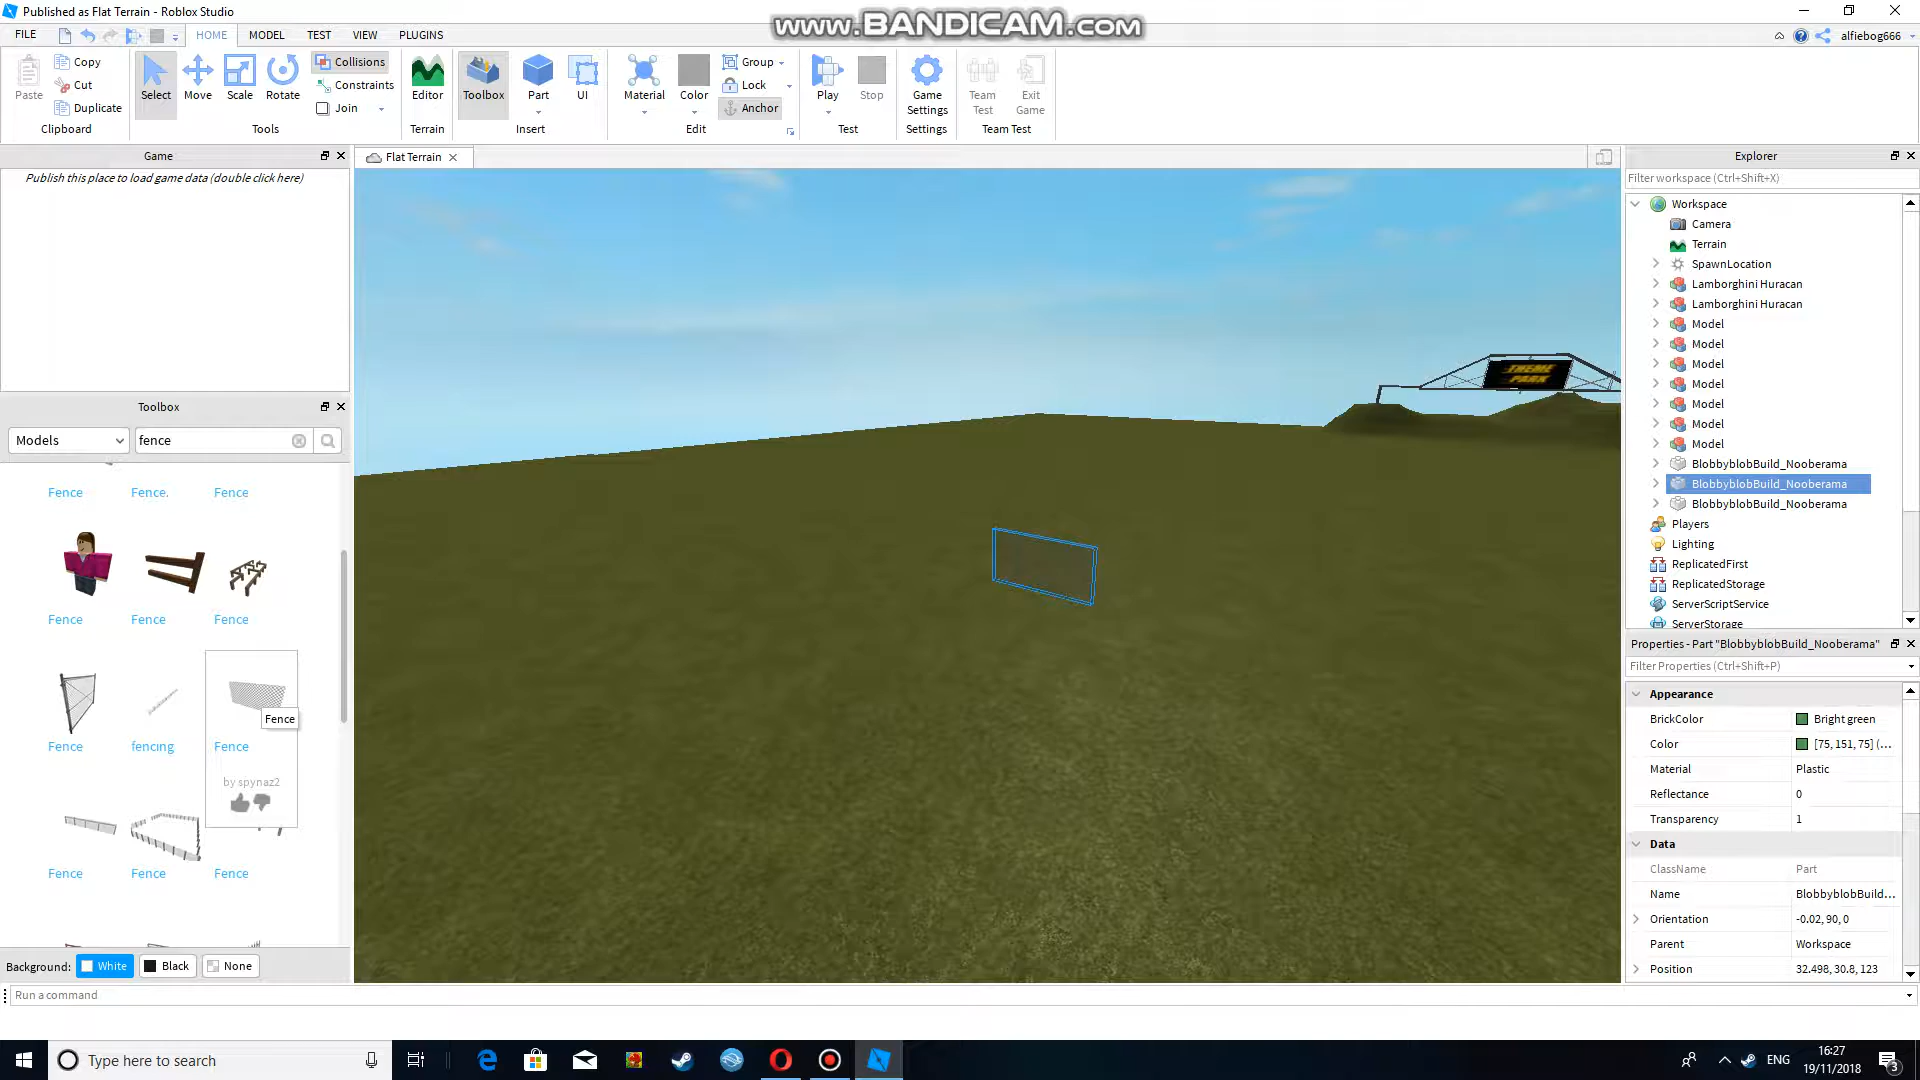 Published as Flat Terrain - Roblox Studio
www.BANDICAM.com
FILE HOME MODEL TEST VIEW PLUGINS alfiebog666
Paste Copy Cut Duplicate
Clipboard
Select Move Scale Rotate
Collisions
Constraints
Join
Tools
Editor
Terrain
Toolbox Part UI
Insert
Material Color
Group
Lock
Anchor
Edit
Play Stop
Test
Game Settings
Settings
Team Test Exit Game
Team Test
Game
Publish this place to load game data (double click here)
Toolbox
Models fence
Fence Fence. Fence
Fence Fence Fence
Fence
Fence fencing Fence
by spynaz2
Fence Fence Fence
Background: White Black None
Run a command
Flat Terrain
THEME
PARK
Explorer
Filter workspace (Ctrl+Shift+X)
Workspace
Camera
Terrain
SpawnLocation
Lamborghini Huracan
Lamborghini Huracan
Model
Model
Model
Model
Model
Model
Model
BlobbyblobBuild_Nooberama
BlobbyblobBuild_Nooberama
BlobbyblobBuild_Nooberama
Players
Lighting
ReplicatedFirst
ReplicatedStorage
ServerScriptService
ServerStorage
Properties - Part "BlobbyblobBuild_Nooberama"
Filter Properties (Ctrl+Shift+P)
Appearance
BrickColor Bright green
Color [75, 151, 75] (...
Material Plastic
Reflectance 0
Transparency 1
Data
ClassName Part
Name BlobbyblobBuild...
Orientation -0.02, 90, 0
Parent Workspace
Position 32.498, 30.8, 123
Type here to search
ENG
16:27
19/11/2018
3